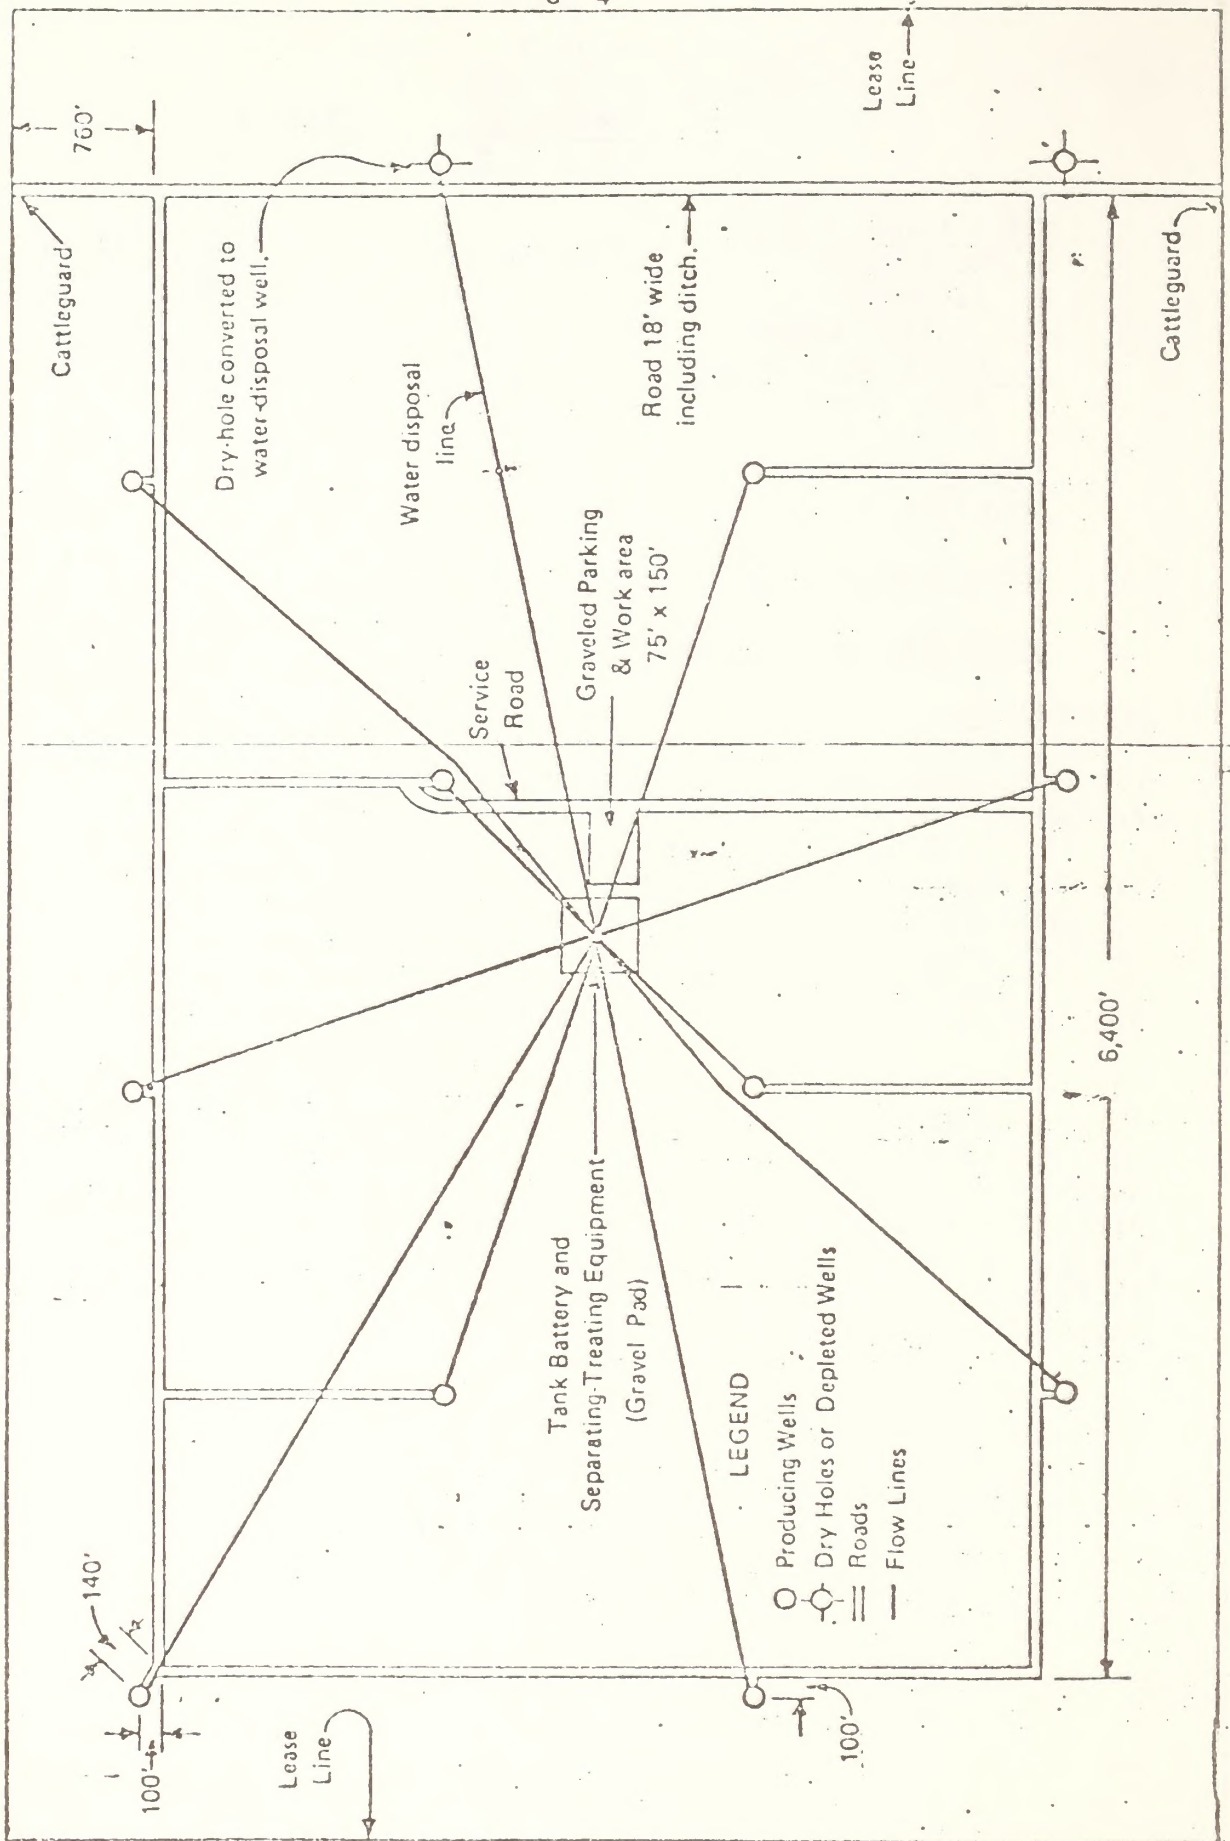 Lease
Line
760'
Cattleguard
Dry-hole converted to
water-disposal well.
Water disposal
line
Road 18' wide
including ditch.
Cattleguard
Graveled Parking
& Work area
75' x 150'
Service
Road
6,400'
Tank Battery and
Separating-Treating Equipment
(Gravel Pad)
LEGEND
Producing Wells
Dry Holes or Depleted Wells
Roads
Flow Lines
140'
100'
Lease
Line
100'